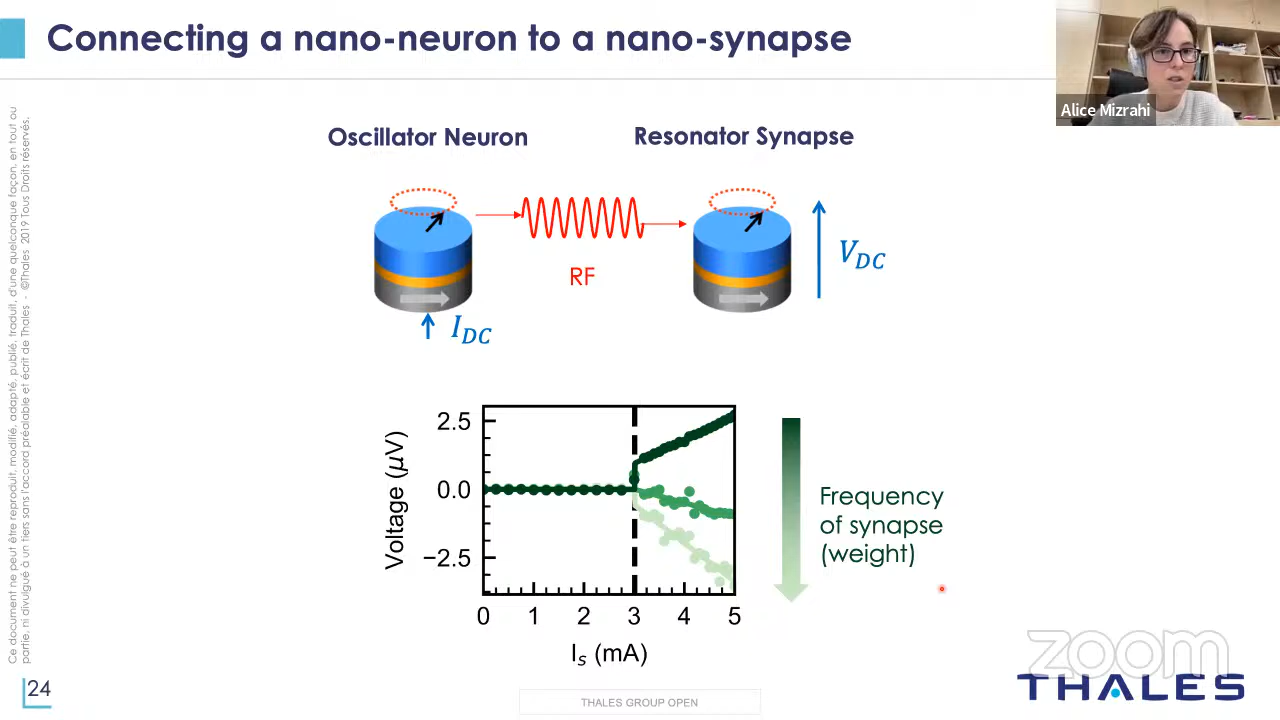 Connecting a nano-neuron to a nano-synapse
Alice Mizrahi
Oscillator Neuron
Resonator Synapse
RF
V_DC
I_DC
2.5
0.0
−2.5
Voltage (μV)
0 1 2 3 4 5
I_s (mA)
Frequency
of synapse
(weight)
Ce document ne peut être reproduit, modifié, adapté, publié, traduit, d'une quelconque façon, en tout ou
partie, ni divulgué à un tiers sans l'accord préalable et écrit de Thales - ©Thales 2019 Tous Droits réservés.
24
THALES GROUP OPEN
zoom
THALES